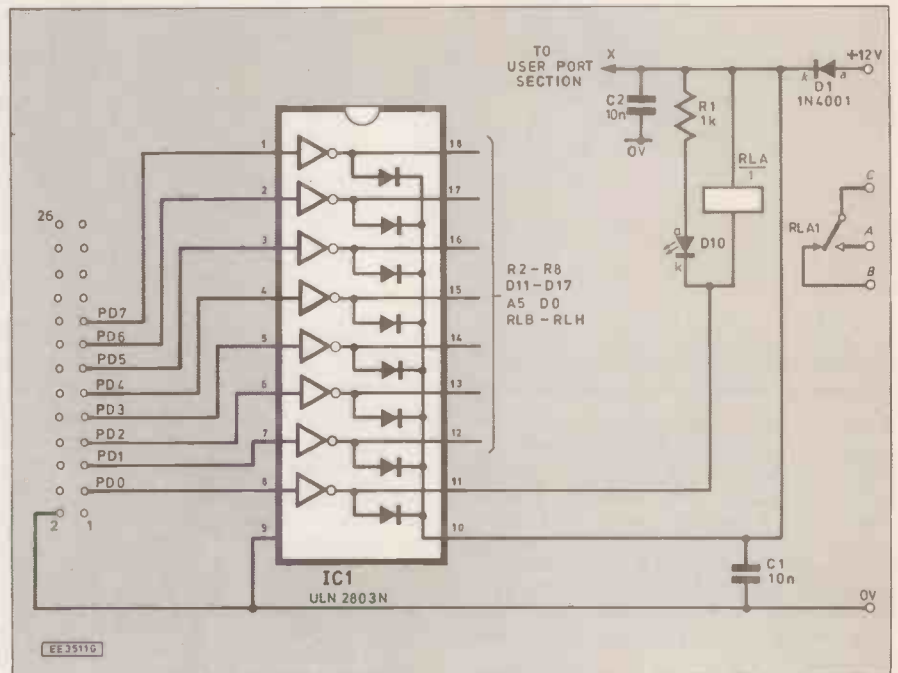 TO
USER PORT
SECTION
X
+12V
k
a
D1
1N4001
C2
10n
0V
R1
1k
RLA
1
C
RLA1
A
B
a
D10
k
26
PD7
PD6
PD5
PD4
PD3
PD2
PD1
PD0
2
1
1
2
3
4
5
6
7
8
9
18
17
16
15
14
13
12
11
10
R2-R8
D11-D17
AS D0
RLB-RLH
IC1
ULN 2803N
C1
10n
0V
EE3511G